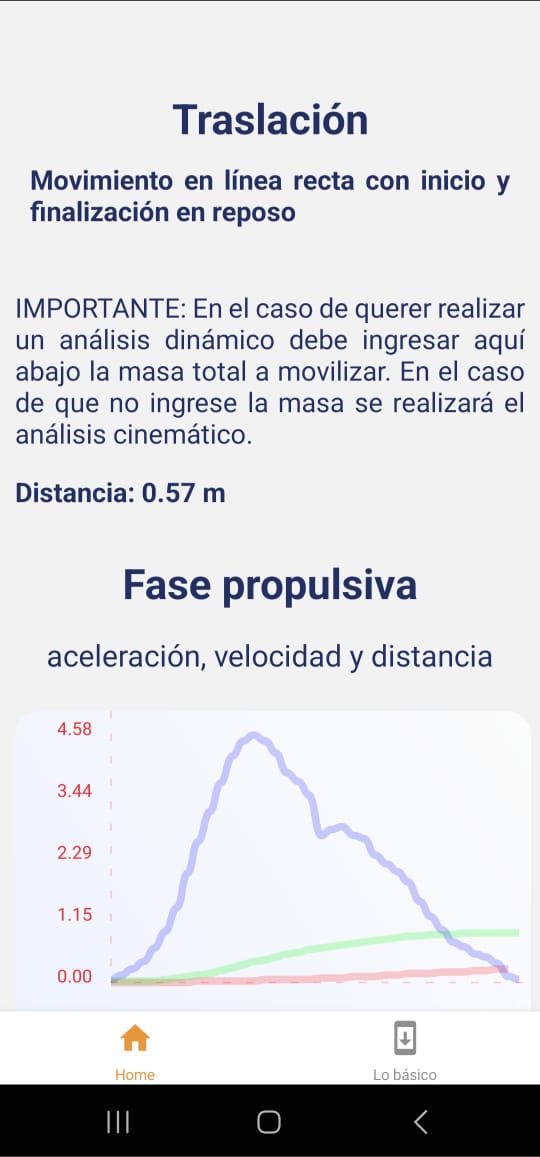 Traslación
Movimiento en línea recta con inicio y
finalización en reposo
IMPORTANTE: En el caso de querer realizar
un análisis dinámico debe ingresar aquí
abajo la masa total a movilizar. En el caso
de que no ingrese la masa se realizará el
análisis cinemático.
Distancia: 0.57 m
Fase propulsiva
aceleración, velocidad y distancia
4.58
3.44
2.29
1.15
0.00
Home
Lo básico